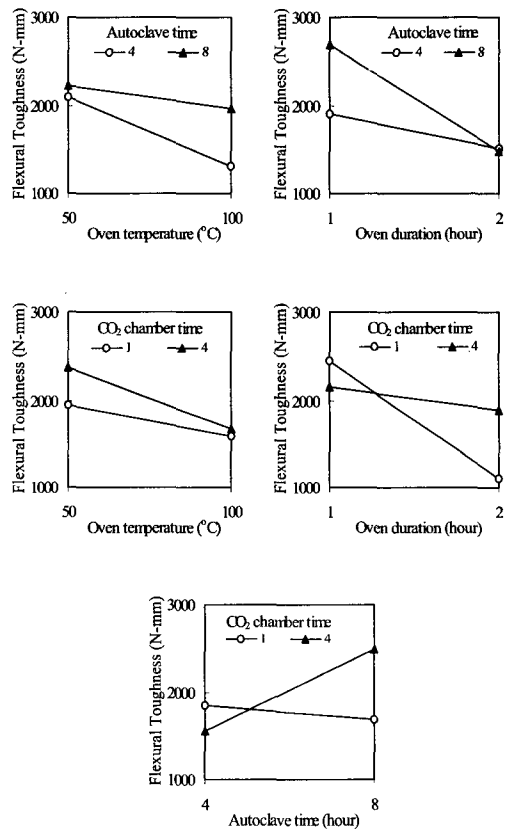 Flexural Toughness (N-mm)
3000
2000
1000
Autoclave time
4 8
50 100
Oven temperature (°C)
Flexural Toughness (N-mm)
3000
2000
1000
Autoclave time
4 8
1 2
Oven duration (hour)
Flexural Toughness (N-mm)
3000
2000
1000
CO₂ chamber time
1 4
50 100
Oven temperature (°C)
Flexural Toughness (N-mm)
3000
2000
1000
CO₂ chamber time
1 4
1 2
Oven duration (hour)
Flexural Toughness (N-mm)
3000
2000
1000
CO₂ chamber time
1 4
4 8
Autoclave time (hour)